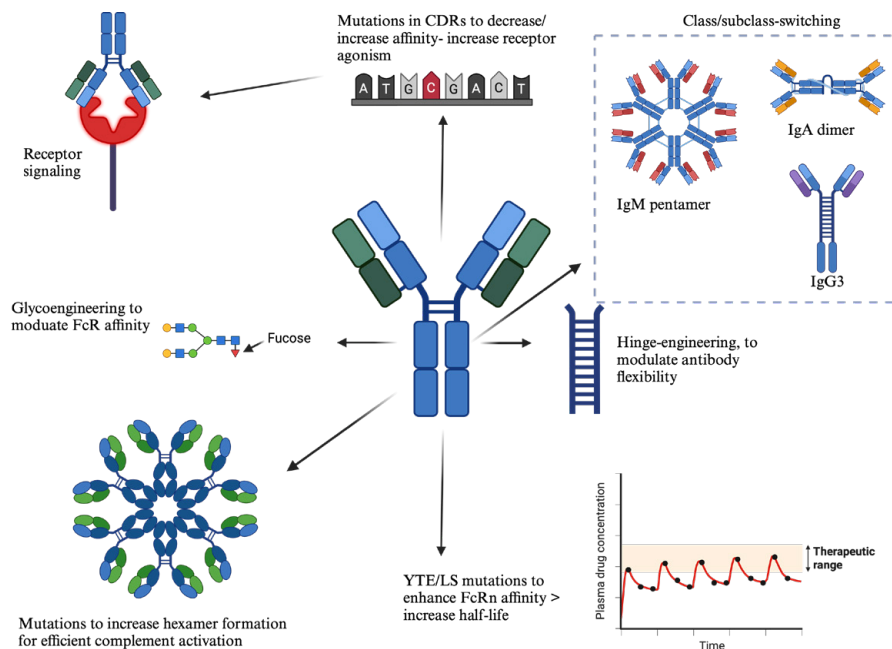 Mutations in CDRs to decrease/
increase affinity- increase receptor
agonism
A T G C G A C T
Class/subclass-switching
IgM pentamer
IgA dimer
IgG3
Receptor
signaling
Glycoengineering to
moduate FcR affinity
Fucose
Hinge-engineering, to
modulate antibody
flexibility
Mutations to increase hexamer formation
for efficient complement activation
YTE/LS mutations to
enhance FcRn affinity >
increase half-life
Plasma drug concentration
Therapeutic
range
Time